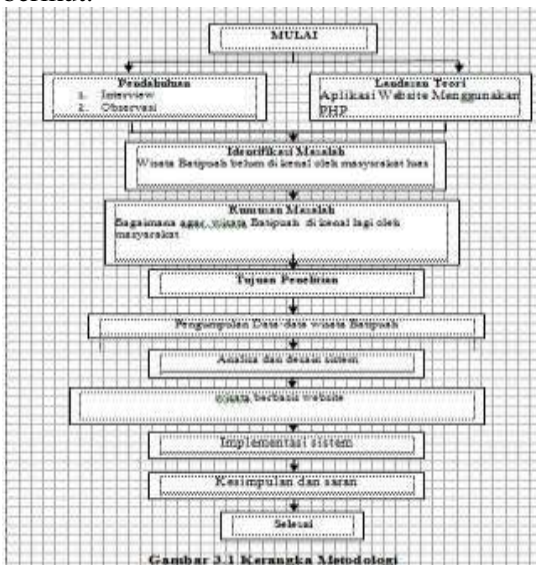 berikut:
MULAI
Pendahuluan
1. Interview
2. Observasi
Landasan Teori
Aplikasi Website Menggunakan
PHP
Identifikasi Masalah
Wisata Batipuah belum di kenal oleh masyarakat luas
Rumusan Masalah
Bagaimana agar wisata Batipuah di kenal lagi oleh
masyarakat
Tujuan Penelitian
Pengumpulan Data-data wisata Batipuah
Analisa dan desain sistem
wisata berbasis website
Implementasi sistem
Kesimpulan dan saran
Selesai
Gambar 3.1 Kerangka Metodologi